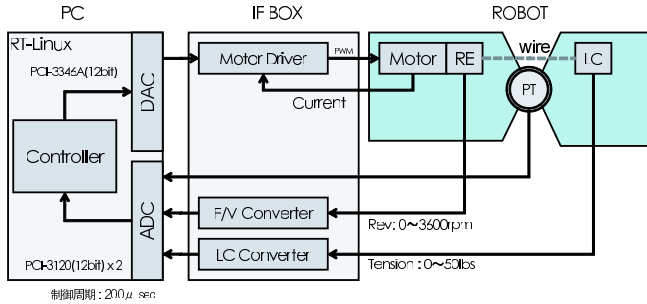 PC
IF BOX
ROBOT
RT-Linux
PCI-3346A(12bit)
DAC
Motor Driver
PWM
Motor
RE
wire
LC
PT
Current
Controller
ADC
F/V Converter
Rev: 0～3600rpm
LC Converter
PCI-3120(12bit) x 2
Tension : 0～50lbs
制御周期 : 200μ sec